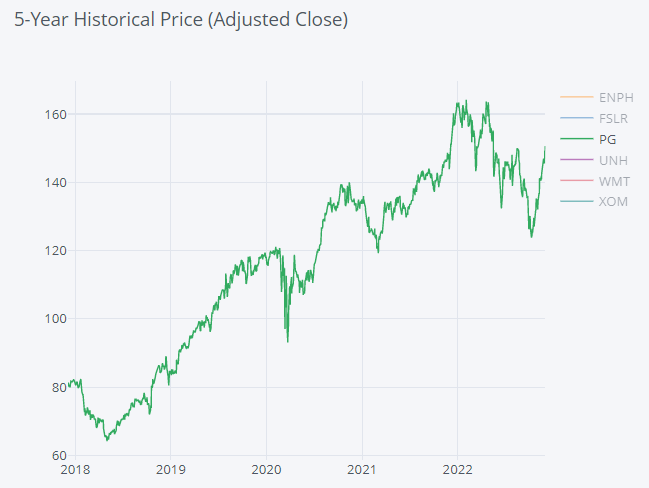 5-Year Historical Price (Adjusted Close)
160
140
120
100
80
60
2018 2019 2020 2021 2022
ENPH
FSLR
PG
UNH
WMT
XOM